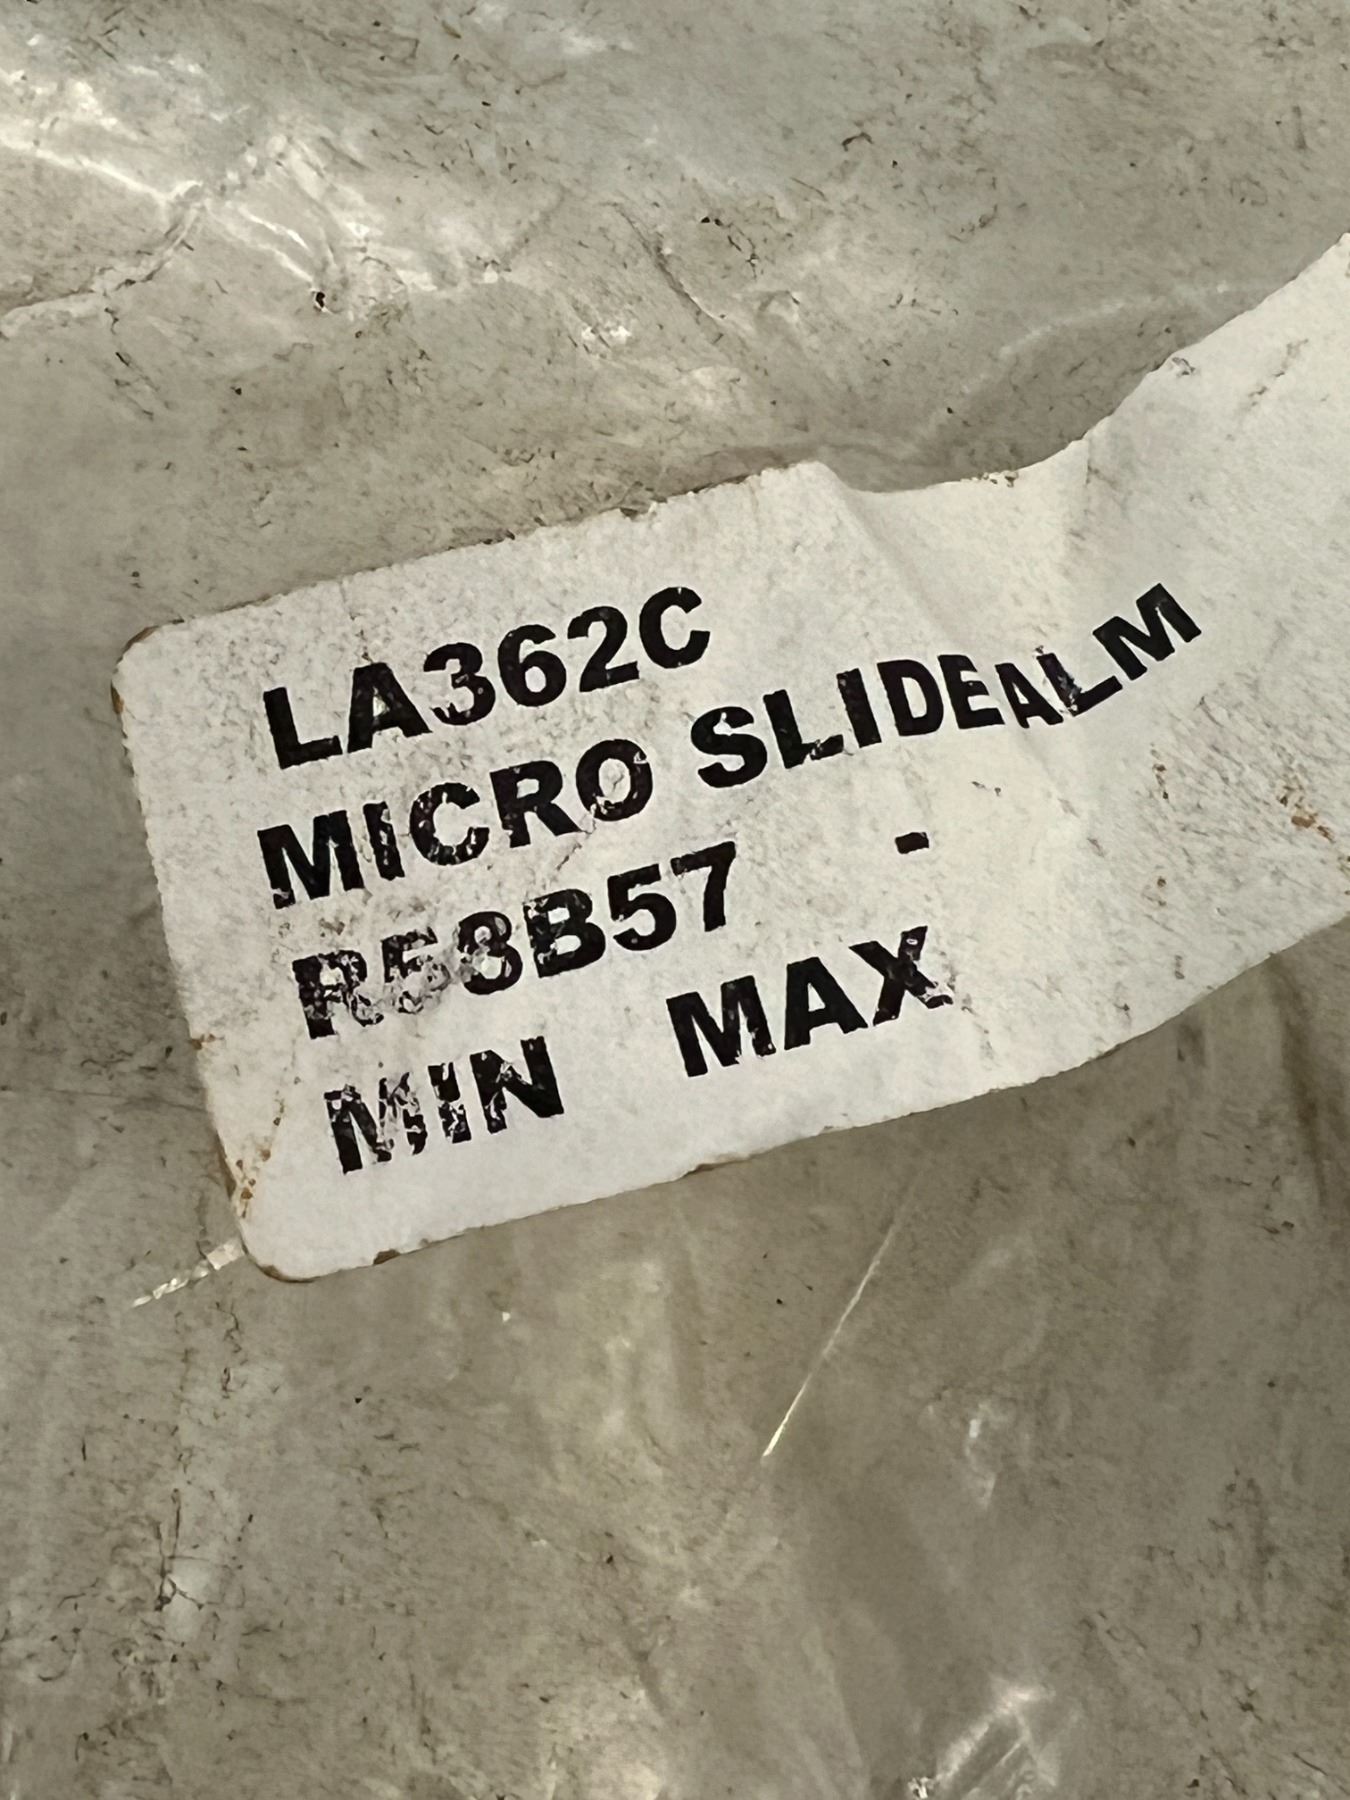 LA362C
MICRO SLIDEALM
R58B57 -
MIN MAX